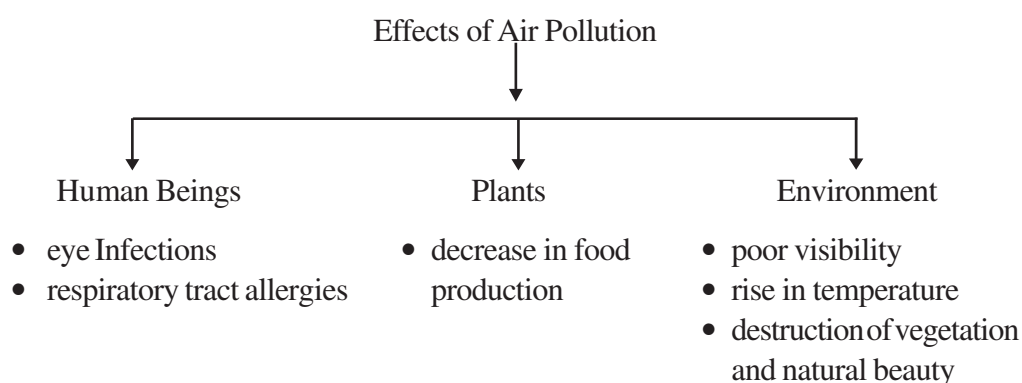 Effects of Air Pollution
Human Beings
• eye Infections
• respiratory tract allergies
Plants
• decrease in food
production
Environment
• poor visibility
• rise in temperature
• destruction of vegetation
and natural beauty